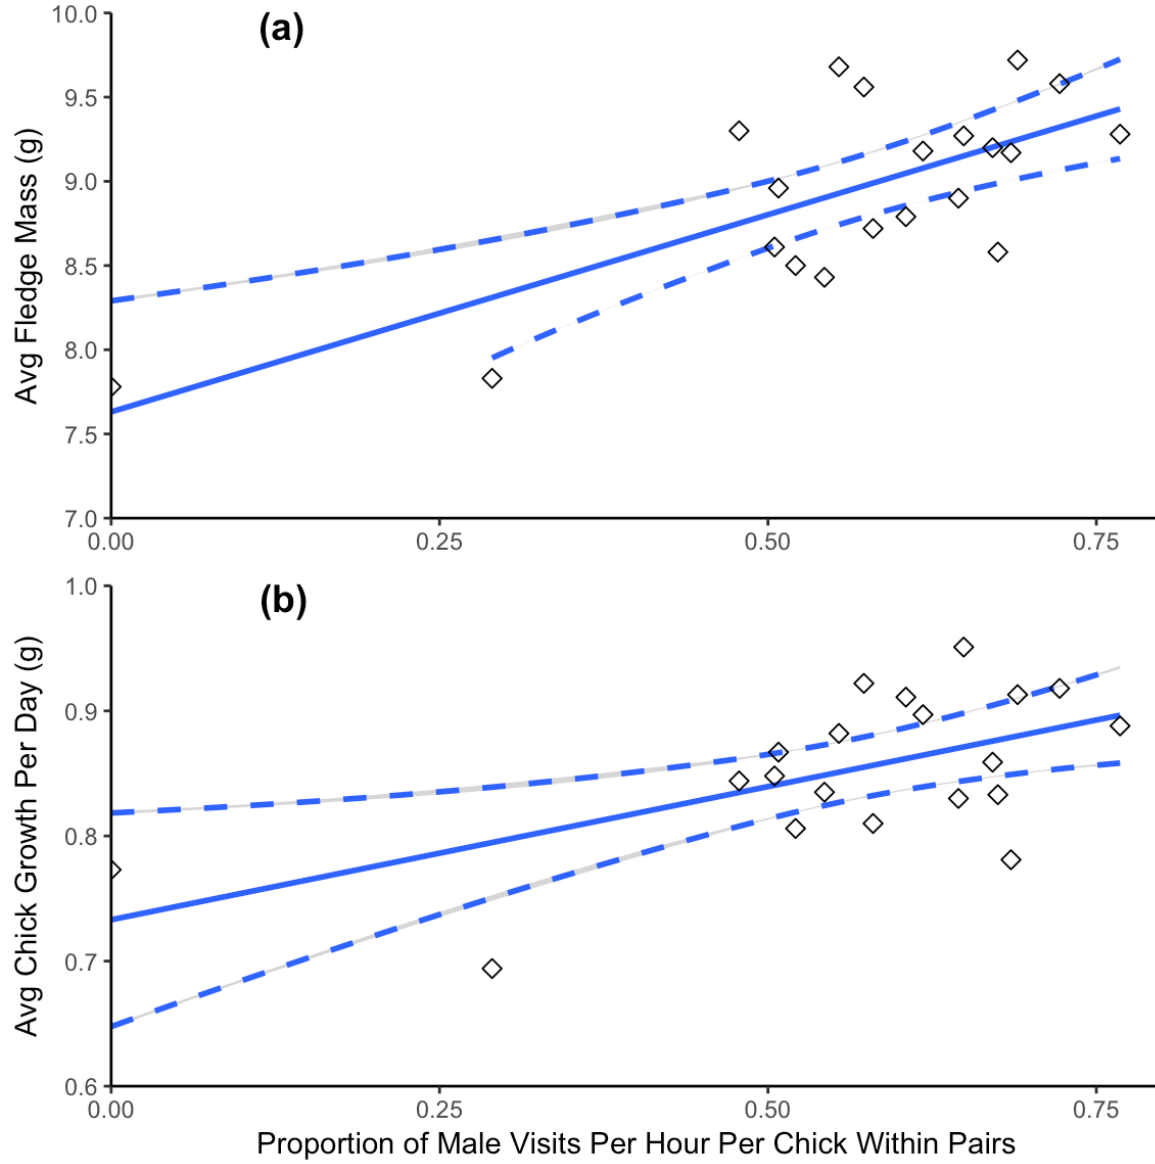 (a)
Avg Fledge Mass (g)
10.0
9.5
9.0
8.5
8.0
7.5
7.0
0.00 0.25 0.50 0.75
(b)
Avg Chick Growth Per Day (g)
1.0
0.9
0.8
0.7
0.6
0.00 0.25 0.50 0.75
Proportion of Male Visits Per Hour Per Chick Within Pairs